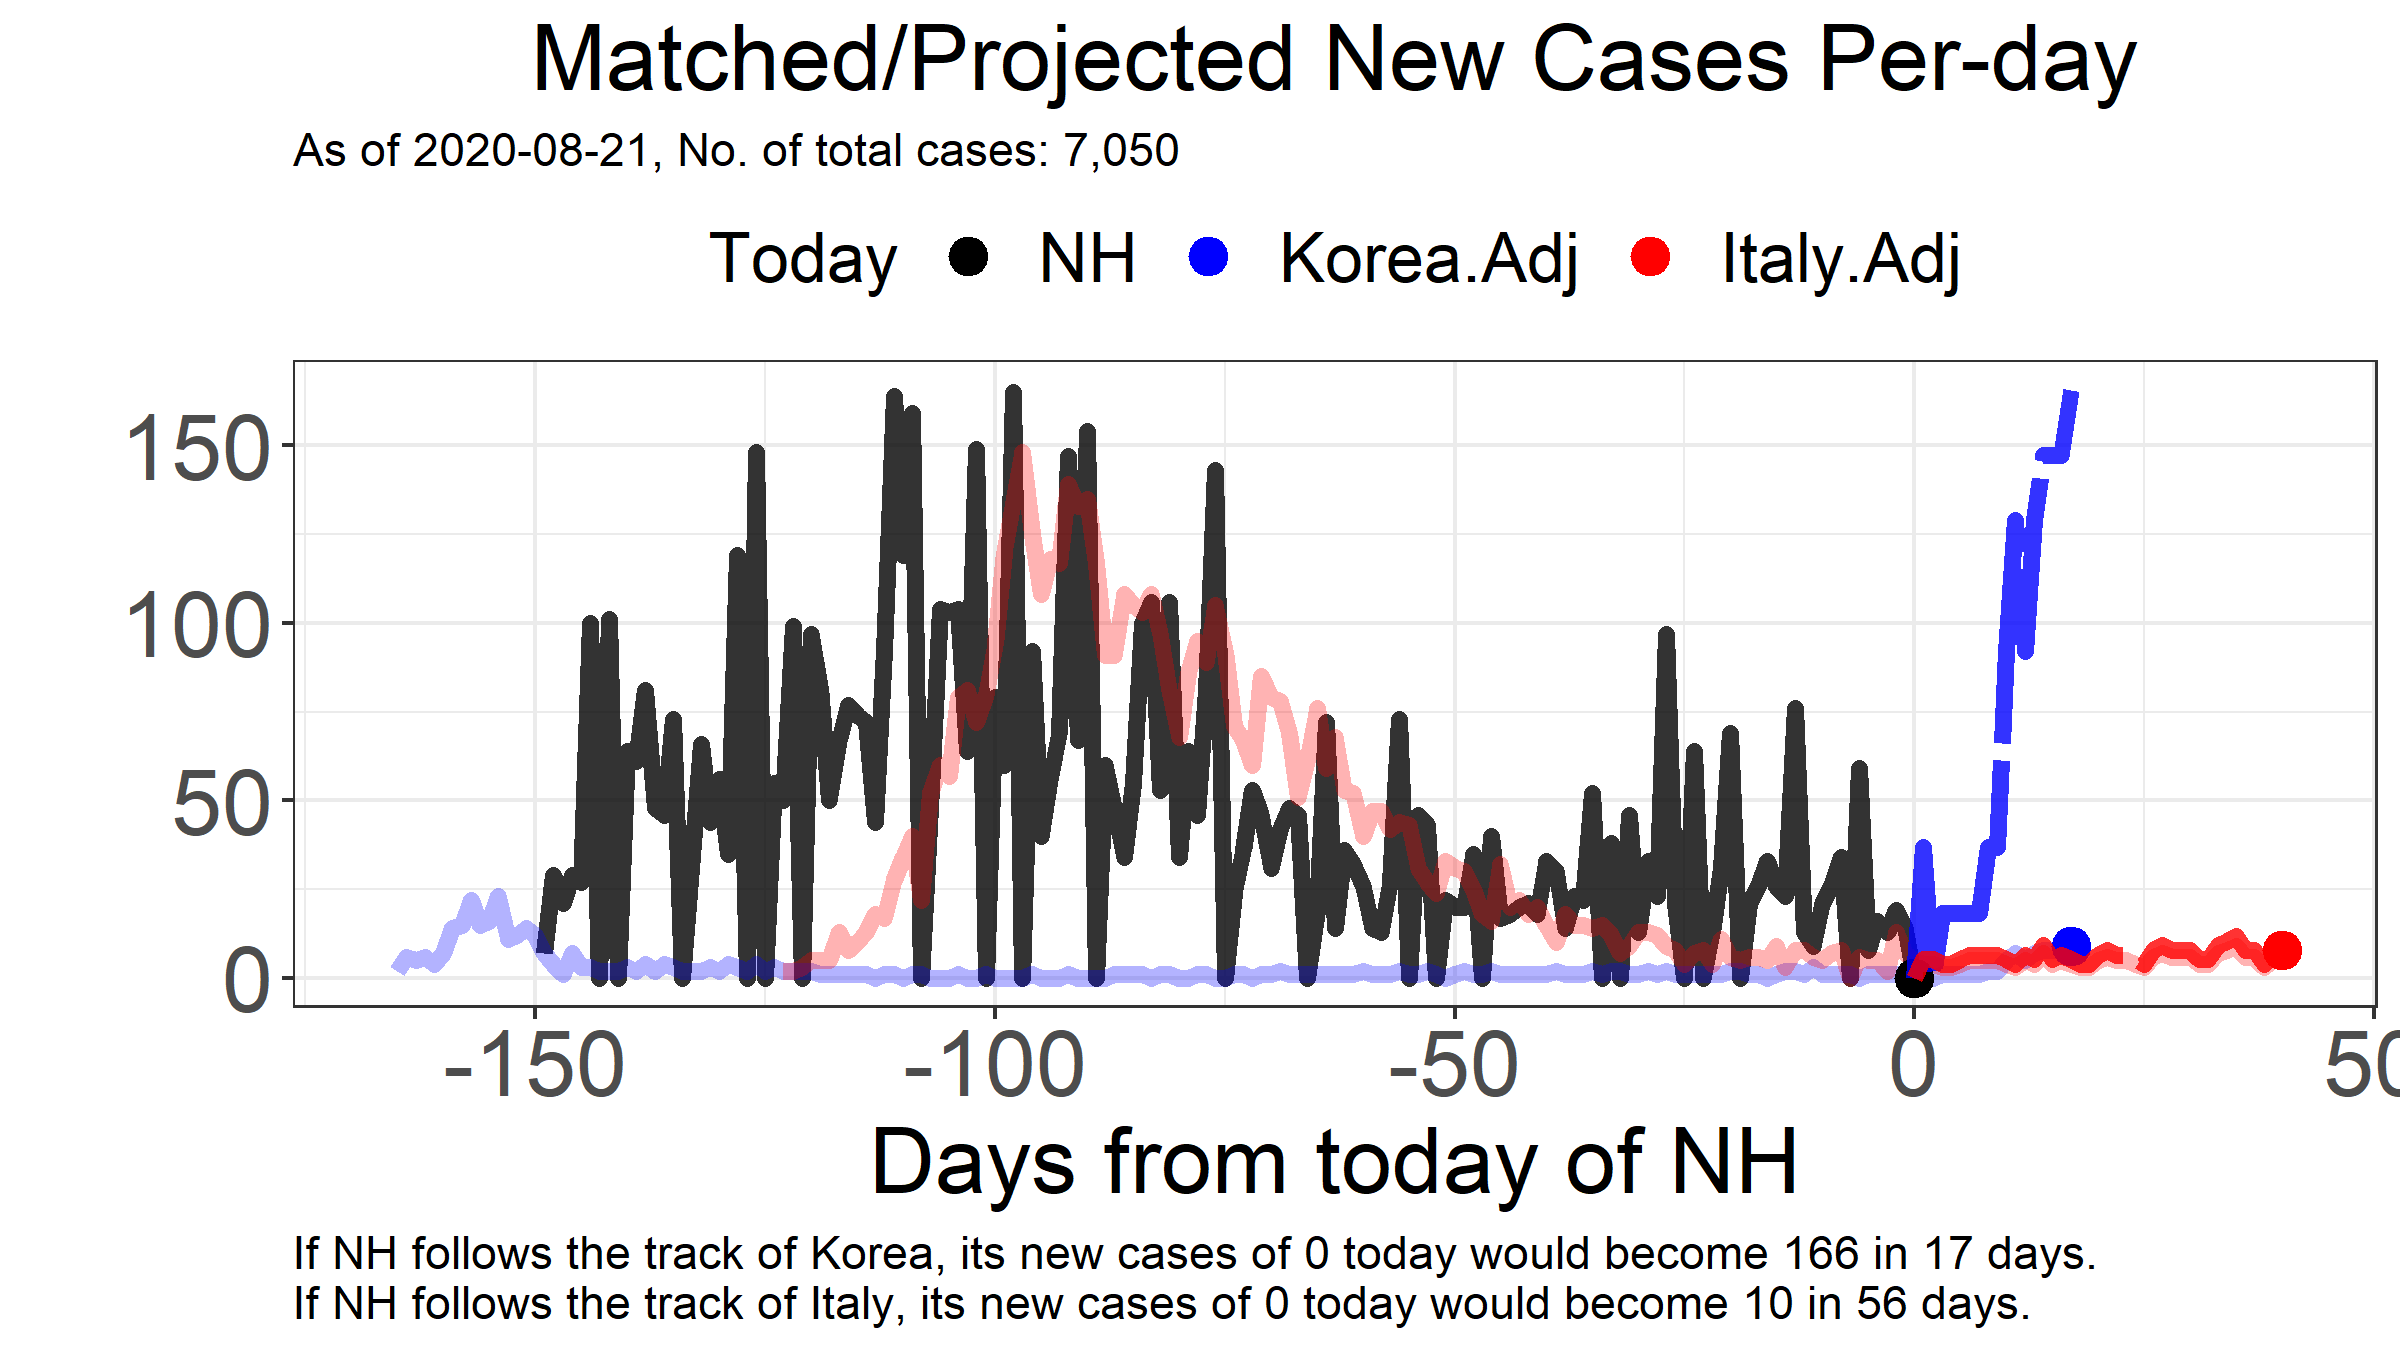 Matched/Projected New Cases Per-day
As of 2020-08-21, No. of total cases: 7,050
Today NH Korea.Adj Italy.Adj
150
100
50
0
-150 -100 -50 0 50
Days from today of NH
If NH follows the track of Korea, its new cases of 0 today would become 166 in 17 days.
If NH follows the track of Italy, its new cases of 0 today would become 10 in 56 days.